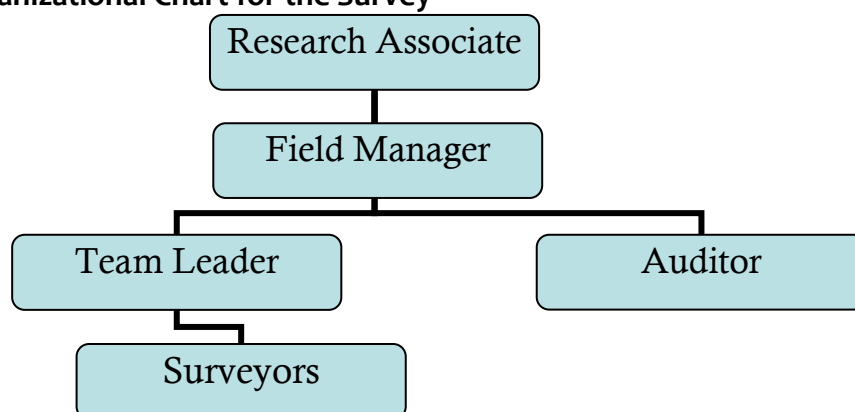 anizational Chart for the Survey
Research Associate
Field Manager
Team Leader
Auditor
Surveyors